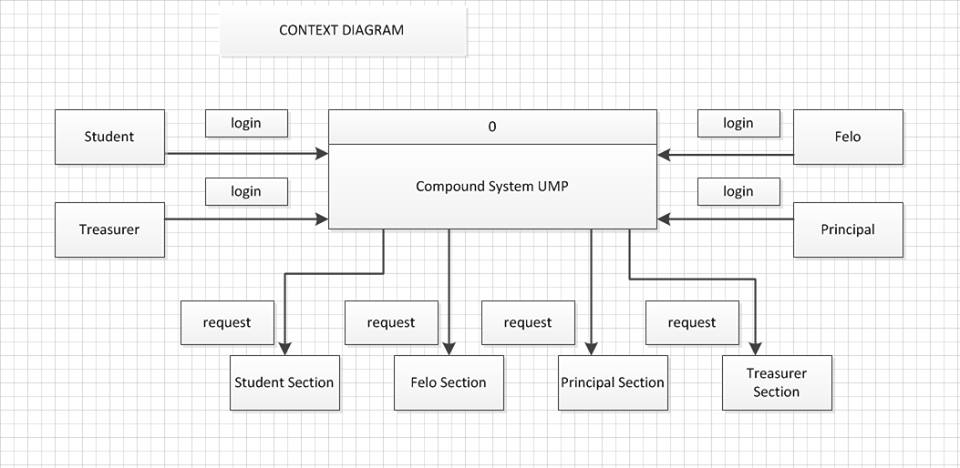 CONTEXT DIAGRAM
Student
login
0
login
Felo
Compound System UMP
login
login
Treasurer
Principal
request
request
request
request
Student Section
Felo Section
Principal Section
Treasurer
Section